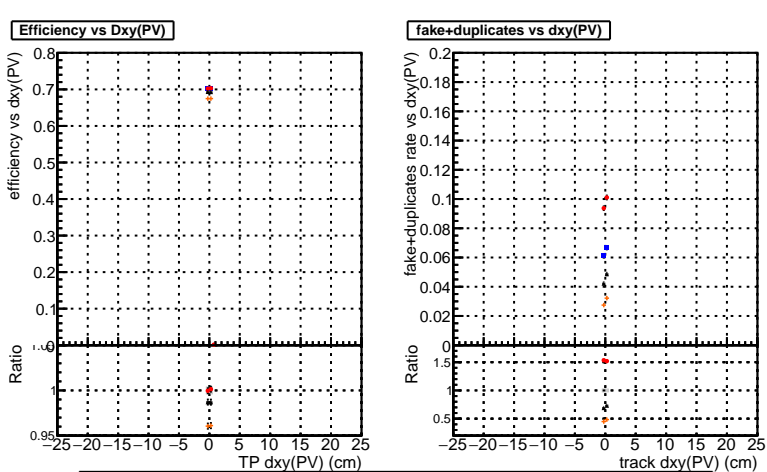 Efficiency vs Dxy(PV)
efficiency vs dxy(PV)
0.8
0.7
0.6
0.5
0.4
0.3
0.2
0.1
0
Ratio
1
0.95
−25 −20 −15 −10 −5 0 5 10 15 20 25
TP dxy(PV) (cm)
fake+duplicates vs dxy(PV)
fake+duplicates rate vs dxy(PV)
0.2
0.18
0.16
0.14
0.12
0.1
0.08
0.06
0.04
0.02
0
Ratio
1.5
1
0.5
−25 −20 −15 −10 −5 0 5 10 15 20 25
track dxy(PV) (cm)